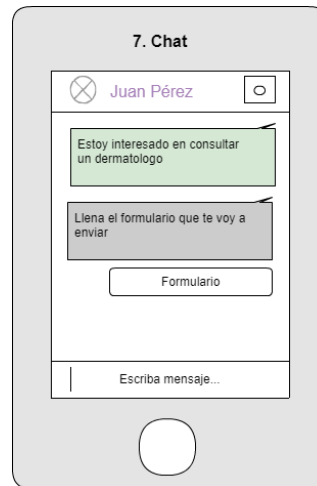 7. Chat
Juan Pérez
Estoy interesado en consultar
un dermatologo
Llena el formulario que te voy a
enviar
Formulario
Escriba mensaje...